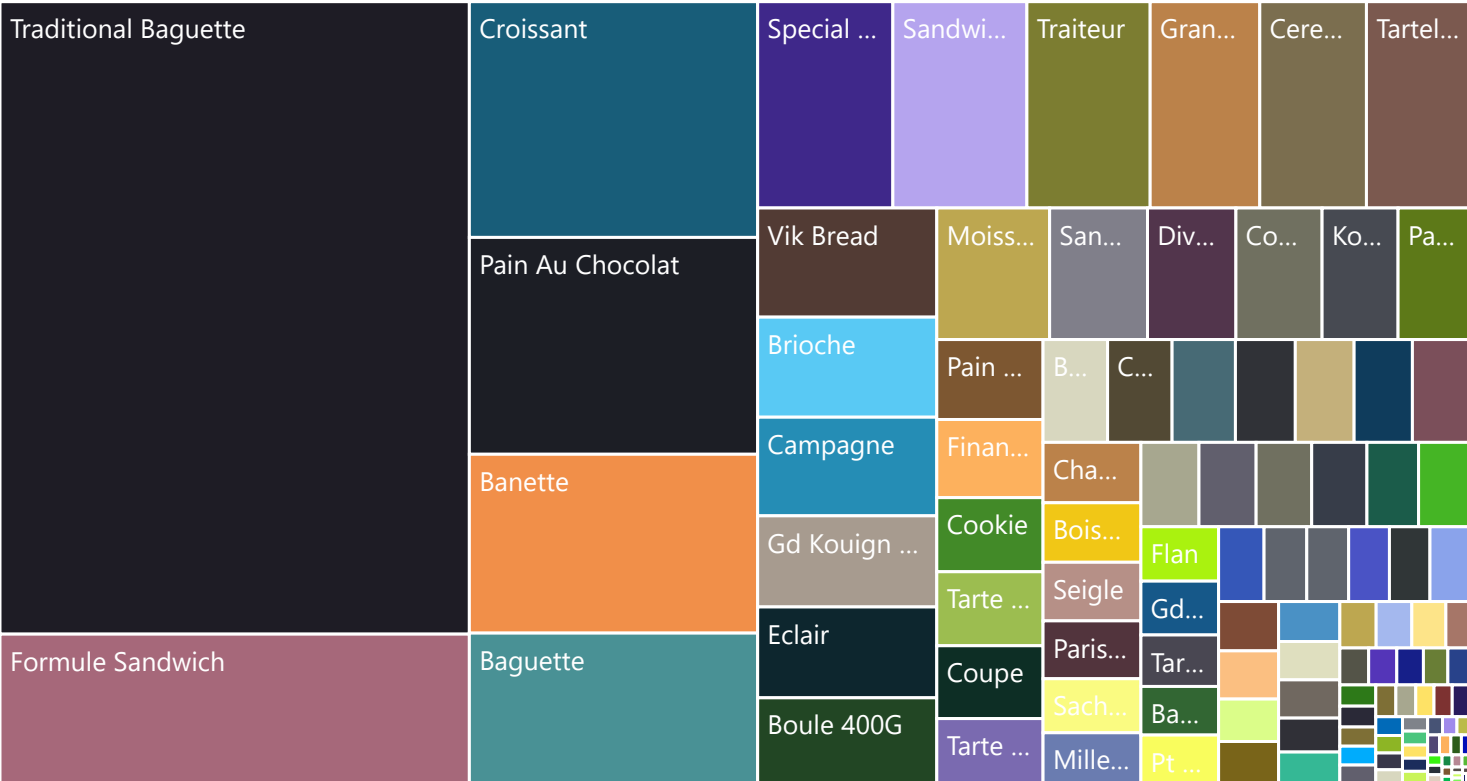 Traditional Baguette
Formule Sandwich
Croissant
Pain Au Chocolat
Banette
Baguette
Special ...
Sandwi...
Traiteur
Gran...
Cere...
Tartel...
Vik Bread
Brioche
Campagne
Gd Kouign ...
Eclair
Boule 400G
Moiss...
San...
Div...
Co...
Ko...
Pa...
Pain ...
Finan...
Cookie
Tarte ...
Coupe
Tarte ...
B...
C...
Cha...
Bois...
Seigle
Paris...
Sach...
Mille...
Flan
Gd...
Tar...
Ba...
Pt ...